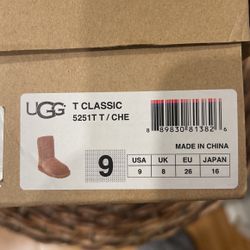 UGG
T CLASSIC
5251T T / CHE
8 89830 81382 6
MADE IN CHINA
9
USA UK EU JAPAN
9 8 26 16